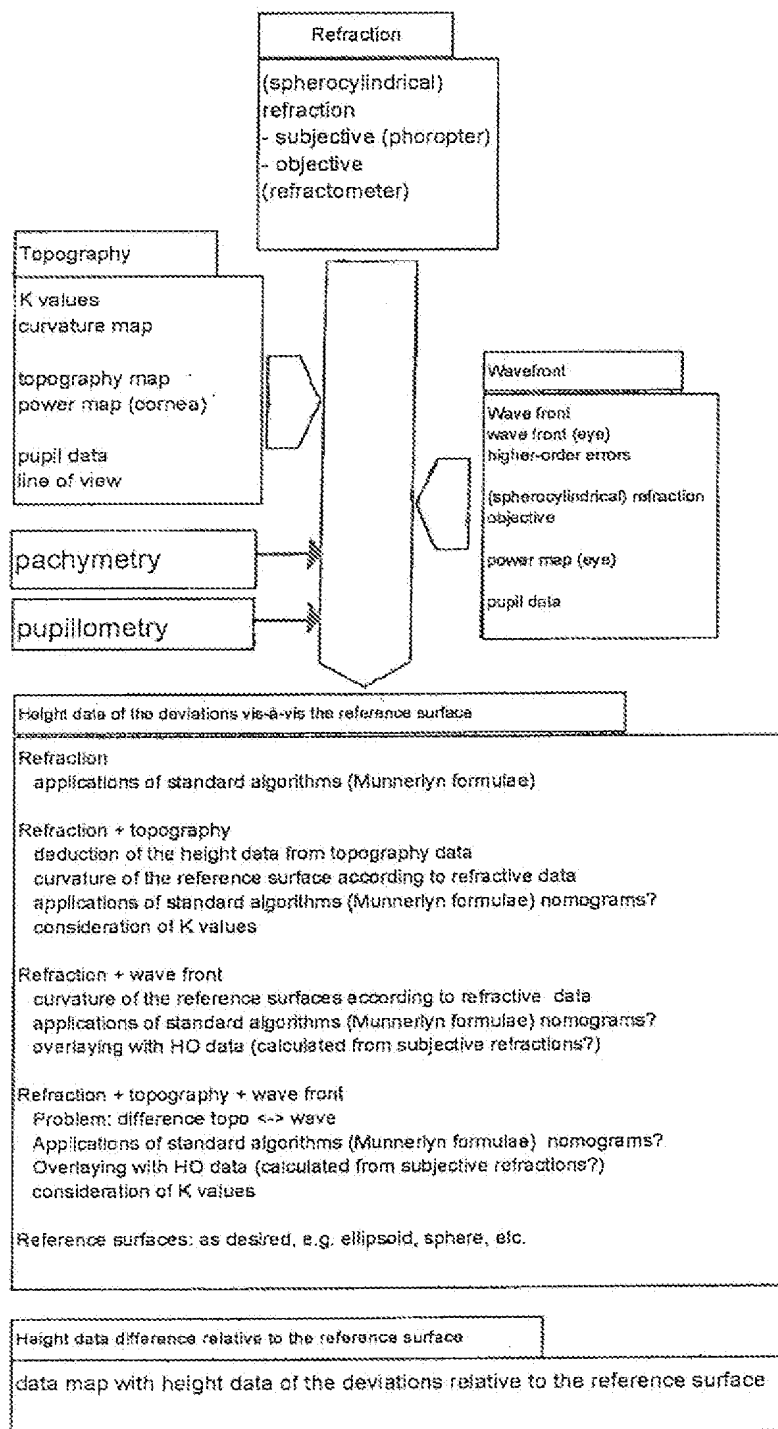 Refraction
(spherocylindrical)
refraction
- subjective (phoropter)
- objective
(refractometer)
Topography
K values
curvature map
topography map
power map (cornea)
pupil data
line of view
Wavefront
Wave front
wave front (eye)
higher-order errors
(spherocylindrical) refraction
objective
power map (eye)
pupil data
pachymetry
pupillometry
Height data of the deviations vis-à-vis the reference surface
Refraction
applications of standard algorithms (Munnerlyn formulae)
Refraction + topography
deduction of the height data from topography data
curvature of the reference surface according to refractive data
applications of standard algorithms (Munnerlyn formulae) nomograms?
consideration of K values
Refraction + wave front
curvature of the reference surfaces according to refractive data
applications of standard algorithms (Munnerlyn formulae) nomograms?
overlaying with HO data (calculated from subjective refractions?)
Refraction + topography + wave front
Problem: difference topo <-> wave
Applications of standard algorithms (Munnerlyn formulae) nomograms?
Overlaying with HO data (calculated from subjective refractions?)
consideration of K values
Reference surfaces: as desired, e.g. ellipsoid, sphere, etc.
Height data difference relative to the reference surface
data map with height data of the deviations relative to the reference surface